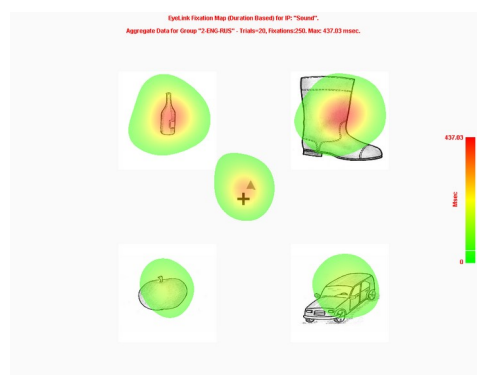 EyeLink Fixation Map (Duration Based) for IP: "Sound".
Aggregate Data for Group "2-ENG-RUS" - Trials=20, Fixations:250. Max: 437.03 msec.
437.03
Msec
0